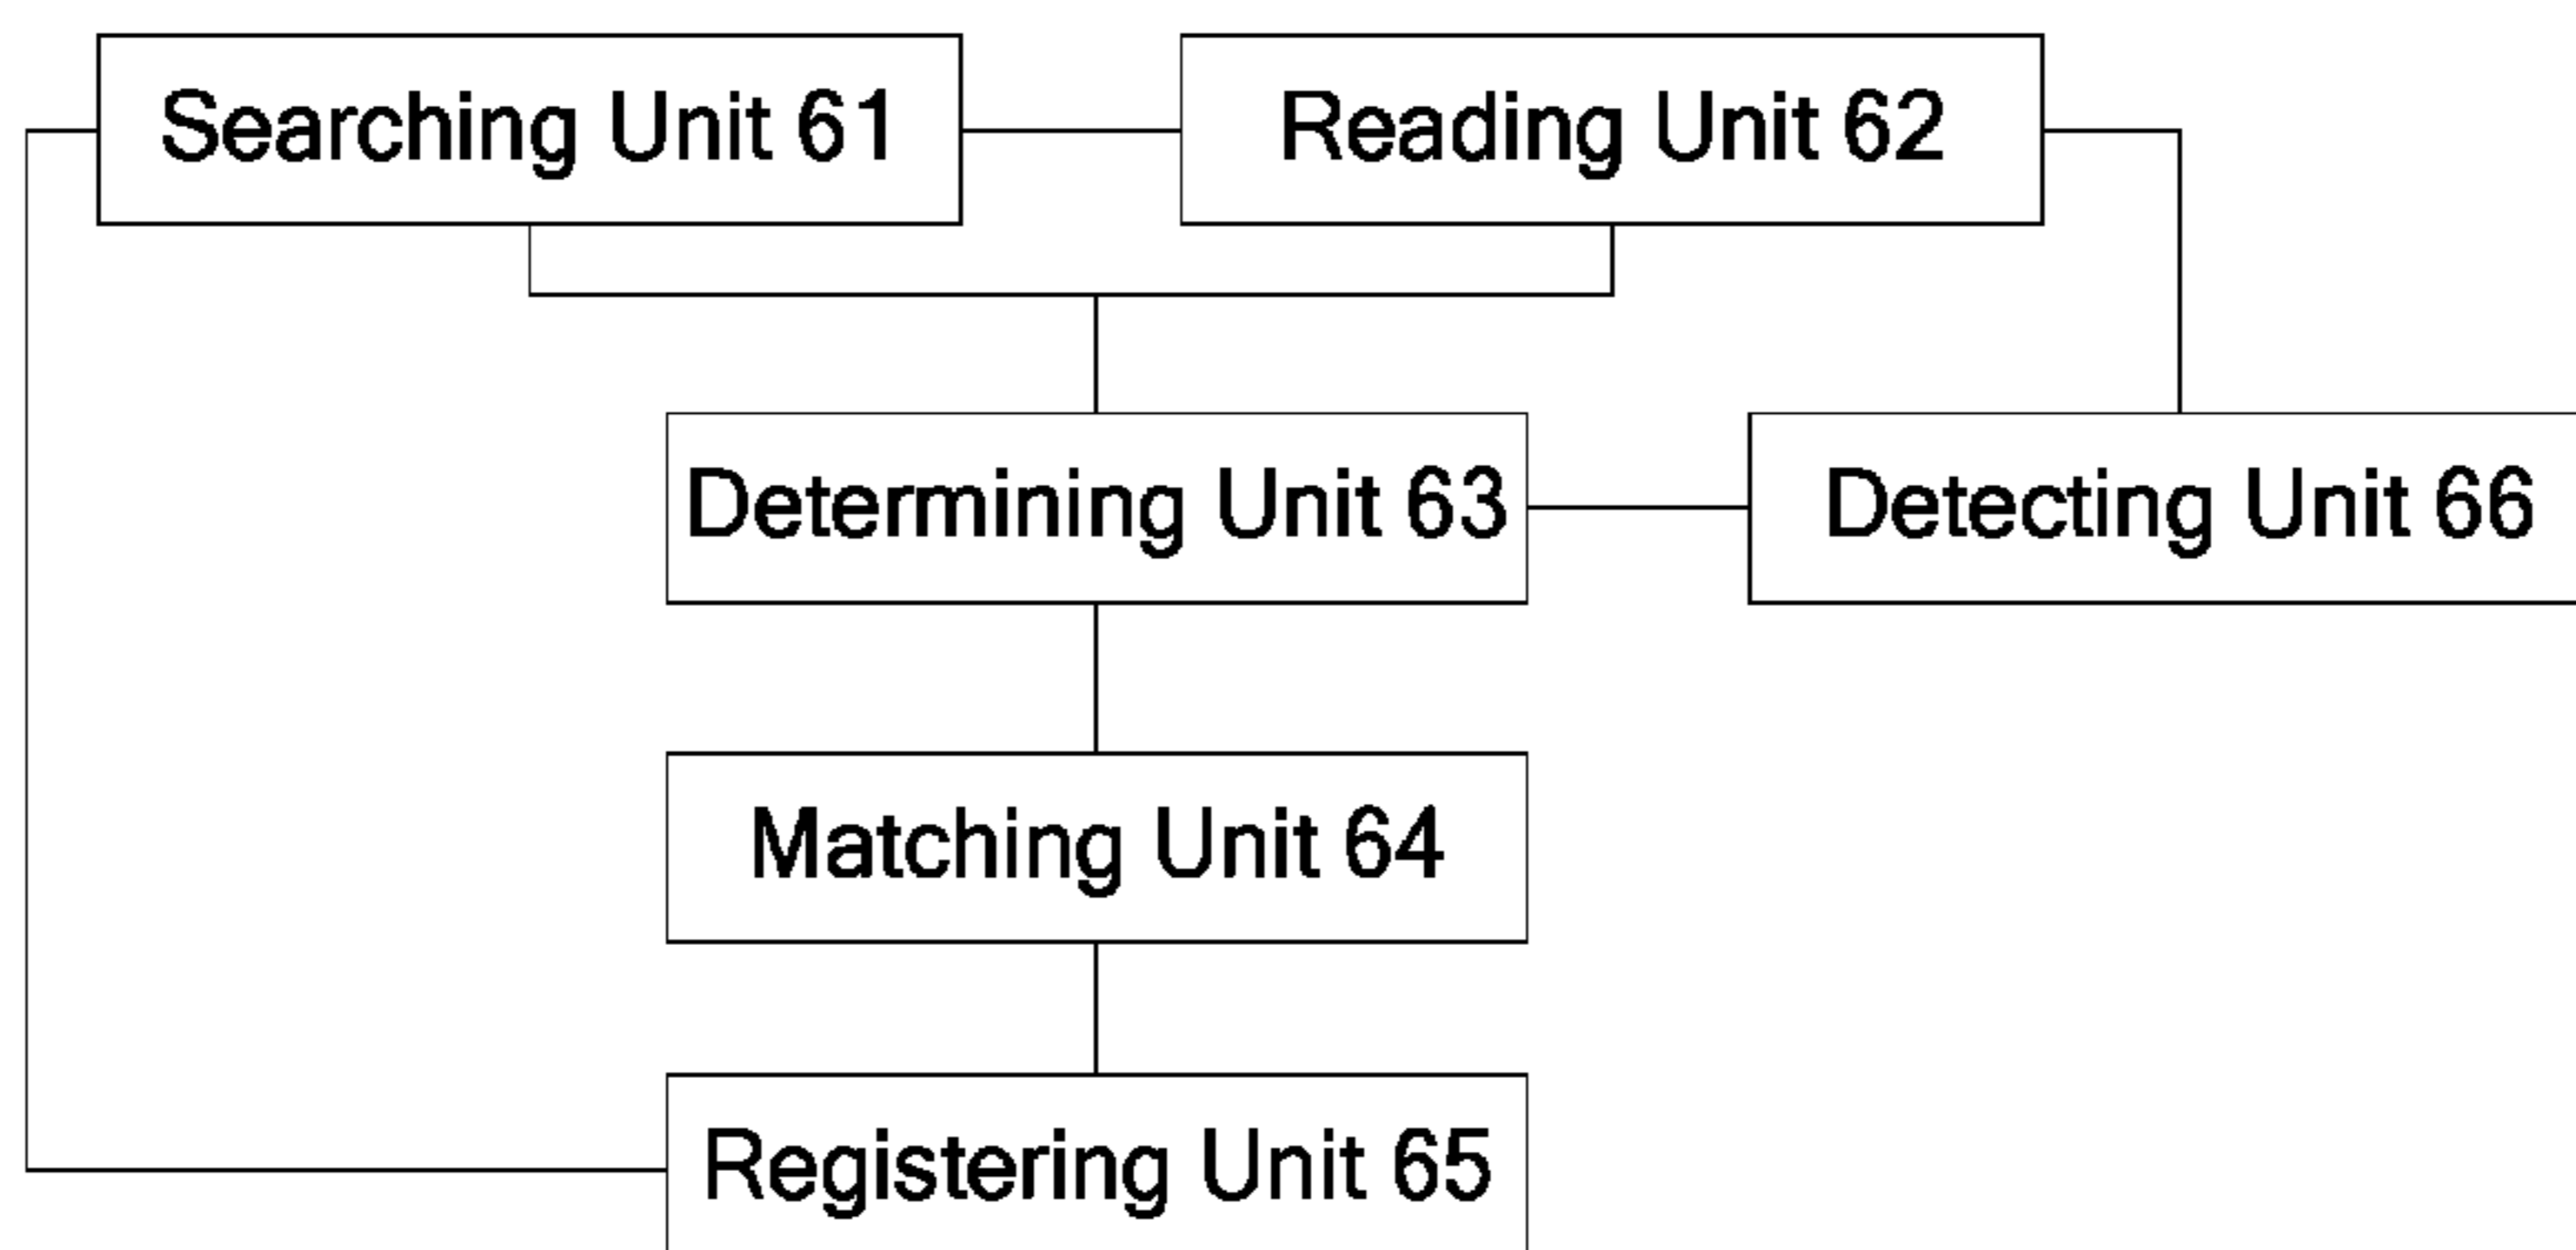 Searching Unit 61
Reading Unit 62
Determining Unit 63
Detecting Unit 66
Matching Unit 64
Registering Unit 65